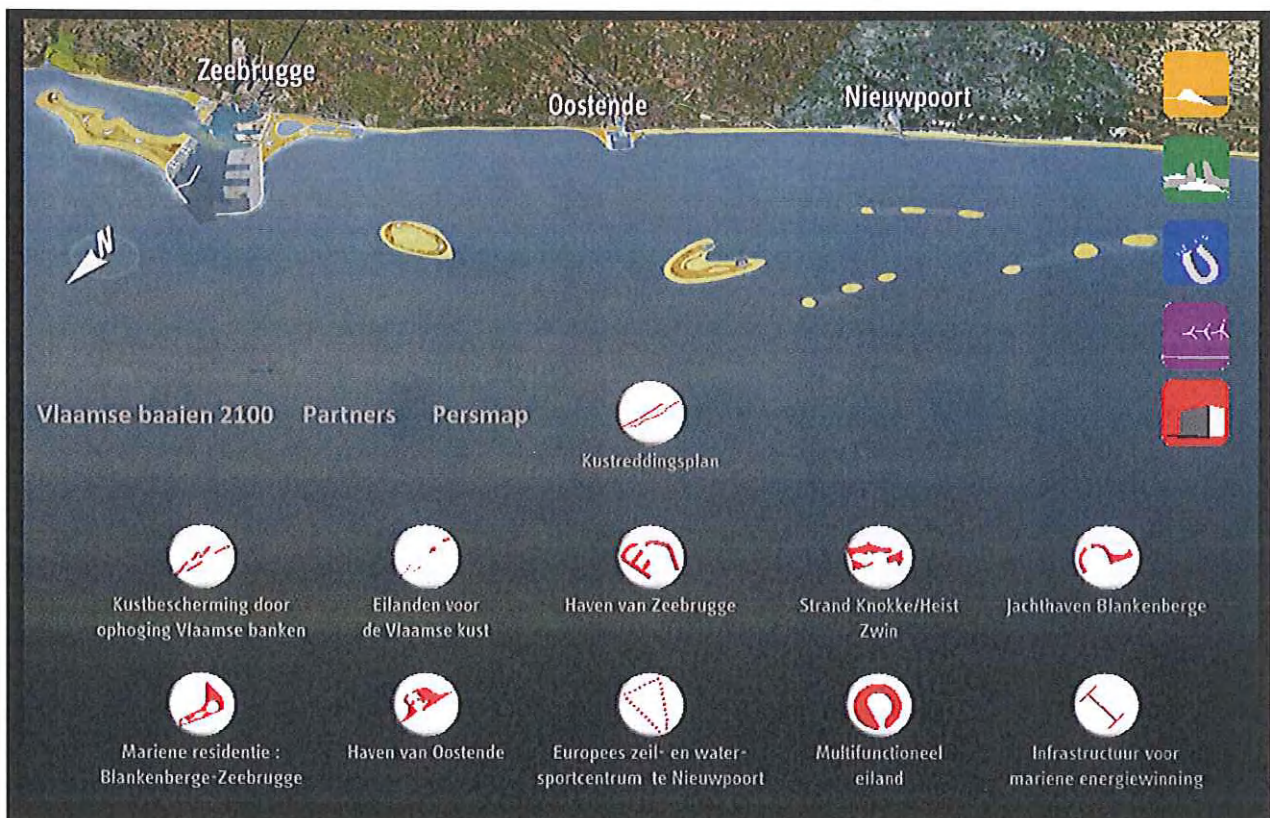 Zeebrugge
Oostende
Nieuwpoort
N
Vlaamse baaien 2100 Partners Persmap
Kustreddingsplan
Kustbescherming door
ophoging Vlaamse banken
Eilanden voor
de Vlaamse kust
Haven van Zeebrugge
Strand Knokke/Heist
Zwin
Jachthaven Blankenberge
Mariene residentie :
Blankenberge-Zeebrugge
Haven van Oostende
Europees zeil- en water-
sportcentrum te Nieuwpoort
Multifunctioneel
eiland
Infrastructuur voor
mariene energiewinning